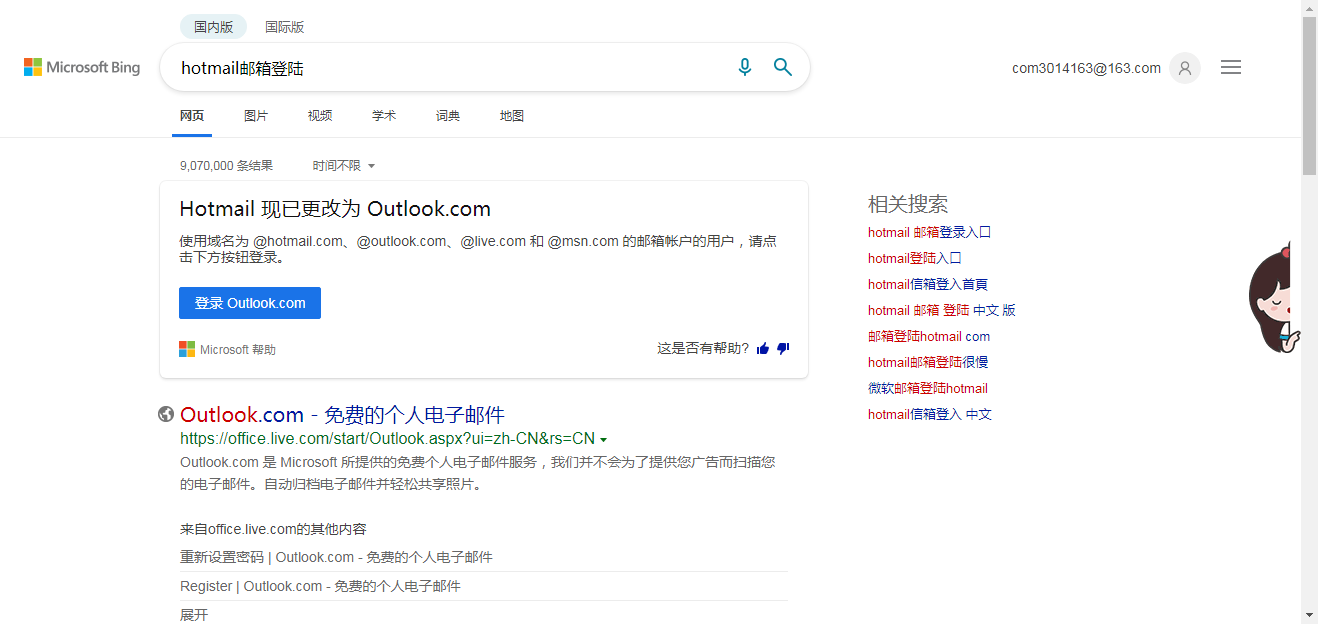 国内版 国际版
Microsoft Bing
hotmail邮箱登陆
com3014163@163.com
网页 图片 视频 学术 词典 地图
9,070,000 条结果 时间不限
Hotmail 现已更改为 Outlook.com
使用域名为 @hotmail.com、@outlook.com、@live.com 和 @msn.com 的邮箱帐户的用户，请点
击下方按钮登录。
登录 Outlook.com
Microsoft 帮助
这是否有帮助?
Outlook.com - 免费的个人电子邮件
https://office.live.com/start/Outlook.aspx?ui=zh-CN&rs=CN
Outlook.com 是 Microsoft 所提供的免费个人电子邮件服务，我们并不会为了提供您广告而扫描您
的电子邮件。自动归档电子邮件并轻松共享照片。
来自office.live.com的其他内容
重新设置密码 | Outlook.com - 免费的个人电子邮件
Register | Outlook.com - 免费的个人电子邮件
展开
相关搜索
hotmail 邮箱登录入口
hotmail登陆入口
hotmail信箱登入首頁
hotmail 邮箱 登陆 中文 版
邮箱登陆hotmail com
hotmail邮箱登陆很慢
微软邮箱登陆hotmail
hotmail信箱登入 中文